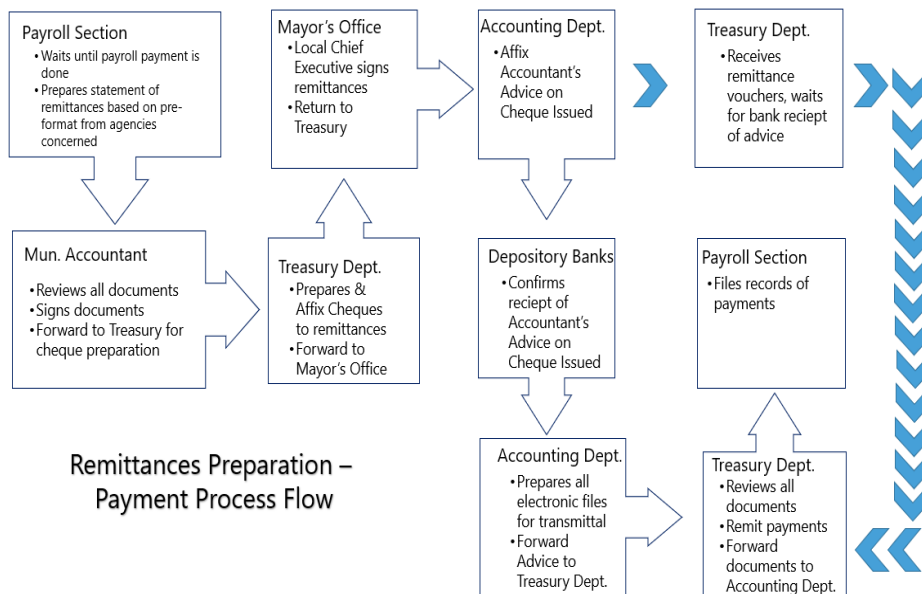 Payroll Section
• Waits until payroll payment is
done
• Prepares statement of
remittances based on pre-
format from agencies
concerned
Mun. Accountant
• Reviews all documents
• Signs documents
• Forward to Treasury for
cheque preparation
Treasury Dept.
• Prepares &
Affix Cheques
to remittances
• Forward to
Mayor's Office
Mayor's Office
• Local Chief
Executive signs
remittances
• Return to
Treasury
Accounting Dept.
• Affix
Accountant's
Advice on
Cheque Issued
Treasury Dept.
• Receives
remittance
vouchers, waits
for bank reciept
of advice
Depository Banks
• Confirms
reciept of
Accountant's
Advice on
Cheque Issued
Accounting Dept.
• Prepares all
electronic files
for transmittal
• Forward
Advice to
Treasury Dept.
Treasury Dept.
• Reviews all
documents
• Remit payments
• Forward
documents to
Accounting Dept.
Payroll Section
• Files records of
payments
Remittances Preparation –
Payment Process Flow